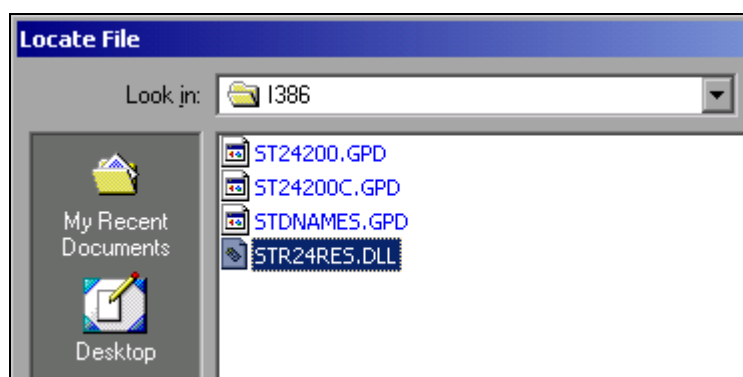 Locate File
Look in:
I386
ST24200.GPD
ST24200C.GPD
STDNAMES.GPD
STR24RES.DLL
My Recent
Documents
Desktop